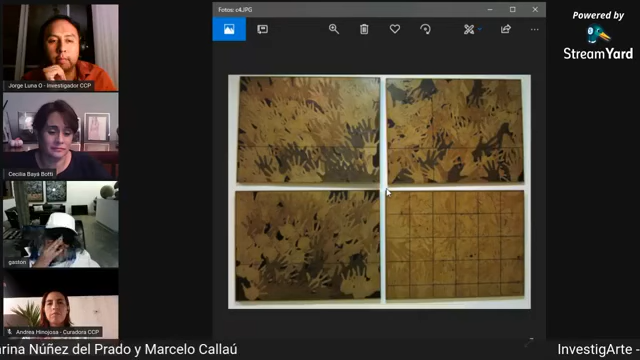 Fotos: c4.JPG
Powered by
StreamYard
Jorge Luna O - Investigador CCP
Cecilia Bayá Botti
gaston
Andrea Hinojosa - Curadora CCP
arina Núñez del Prado y Marcelo Callaú
InvestigArte -